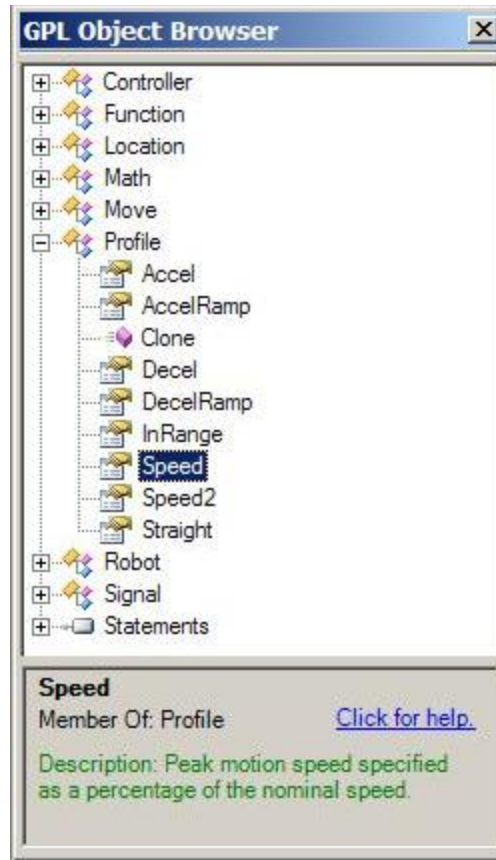 GPL Object Browser
Controller
Function
Location
Math
Move
Profile
Accel
AccelRamp
Clone
Decel
DecelRamp
InRange
Speed
Speed2
Straight
Robot
Signal
Statements
Speed
Member Of: Profile Click for help.
Description: Peak motion speed specified
as a percentage of the nominal speed.